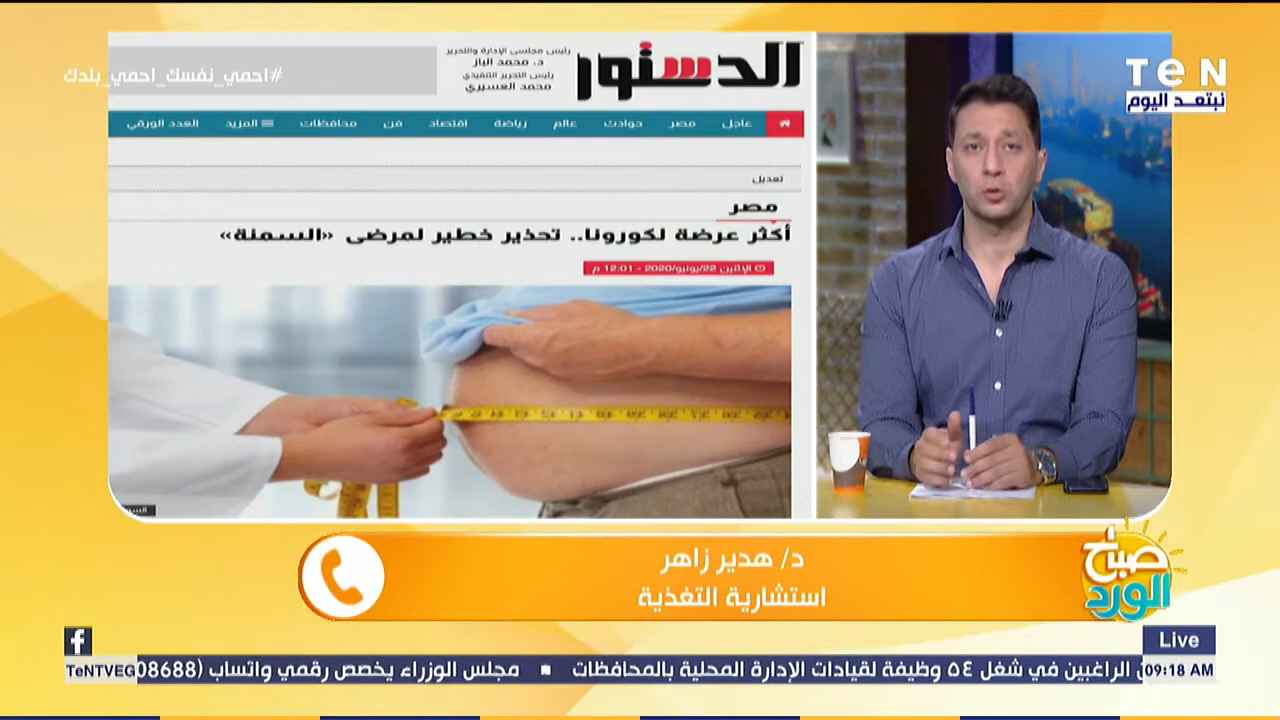 #احمي_نفسك_احمي_بلدك
TeN
نبتعد اليوم
رئيس مجلسى الإدارة والتحرير
د. محمد الباز
رئيس التحرير التنفيذي
محمد العسيري
الدستور
عاجل مصر حوادث عالم رياضة اقتصاد فن محافظات المزيد العدد الورقي
تعديل
مصر
أكثر عرضة لكورونا.. تحذير خطير لمرضى «السمنة»
الإثنين 22/يونيو/2020 - 12:01 م
د/ هدير زاهر
استشارية التغذية
صباح
الورد
f
Live
TeNTVEG
الراغبين في شغل ٥٤ وظيفة لقيادات الإدارة المحلية بالمحافظات ■ مجلس الوزراء يخصص رقمي واتساب (08688
09:18 AM